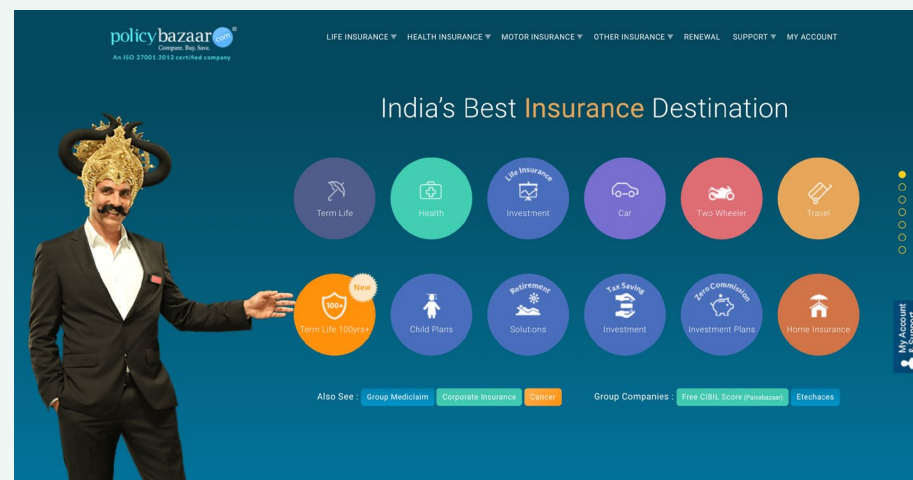 policybazaar.com®
Compare. Buy. Save.
An ISO 27001:2013 certified company
LIFE INSURANCE HEALTH INSURANCE MOTOR INSURANCE OTHER INSURANCE RENEWAL SUPPORT MY ACCOUNT
India's Best Insurance Destination
Term Life
Health
Life Insurance
Investment
Car
Two Wheeler
Travel
New
100+
Term Life 100yrs+
Child Plans
Retirement
Solutions
Tax Saving
Investment
Zero Commission
Investment Plans
Home Insurance
Also See : Group Mediclaim Corporate Insurance Cancer
Group Companies : Free CIBIL Score (Paisabazaar) Etechaces
My Account
& Support